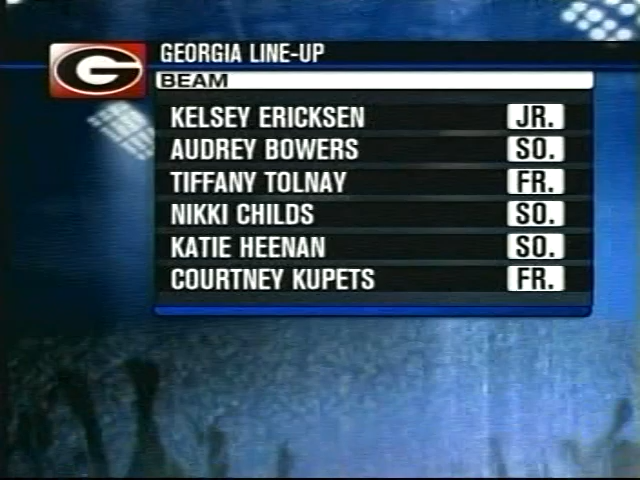 G
GEORGIA LINE-UP
BEAM
KELSEY ERICKSEN JR.
AUDREY BOWERS SO.
TIFFANY TOLNAY FR.
NIKKI CHILDS SO.
KATIE HEENAN SO.
COURTNEY KUPETS FR.